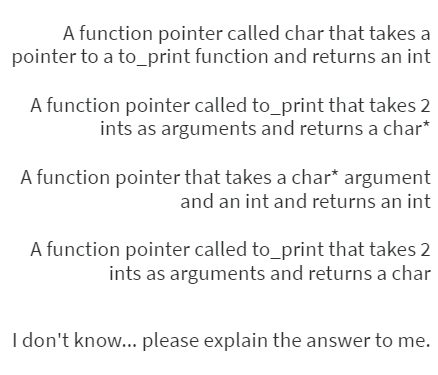 A function pointer called char that takes a
pointer to a to_print function and returns an int
A function pointer called to_print that takes 2
ints as arguments and returns a char*
A function pointer that takes a char* argument
and an int and returns an int
A function pointer called to_print that takes 2
ints as arguments and returns a char
I don't know... please explain the answer to me.